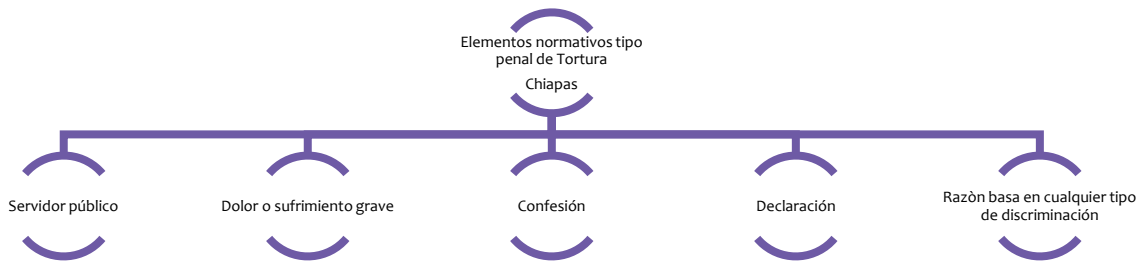 Elementos normativos tipo
penal de Tortura
Chiapas
Servidor público
Dolor o sufrimiento grave
Confesión
Declaración
Razòn basa en cualquier tipo
de discriminación